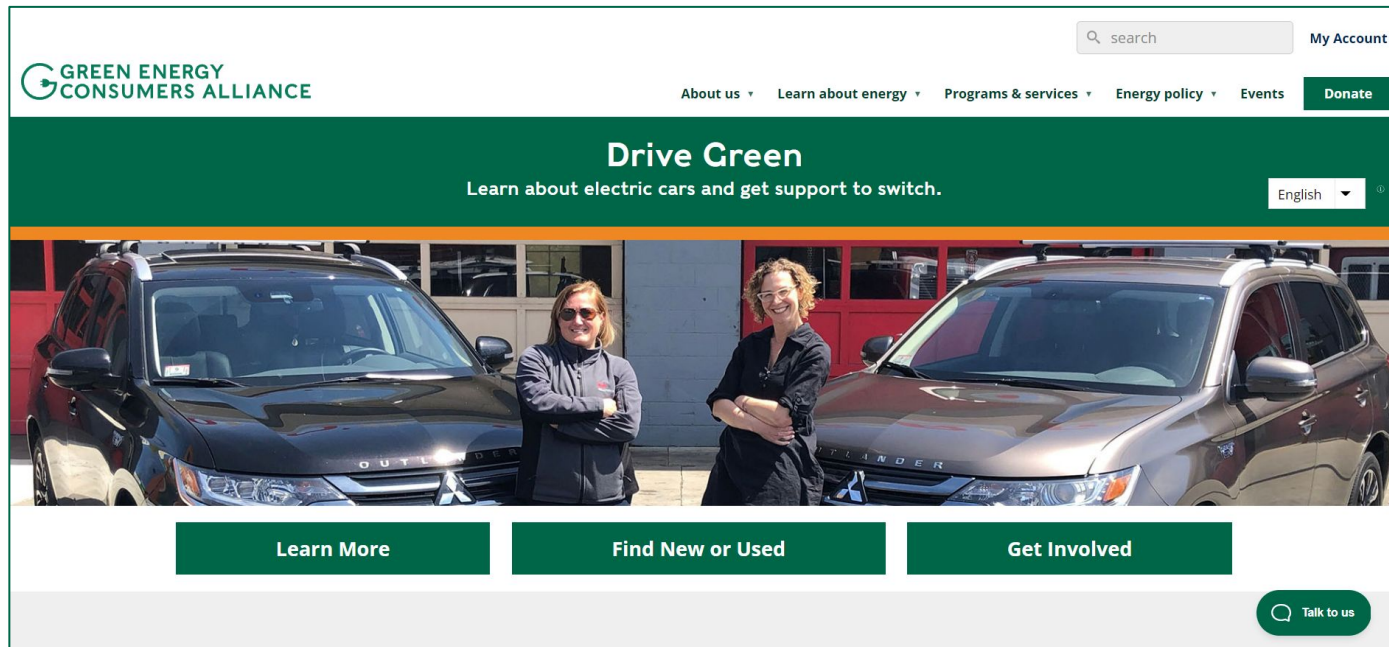 search
My Account
GREEN ENERGY
CONSUMERS ALLIANCE
About us Learn about energy Programs & services Energy policy Events Donate
Drive Green
Learn about electric cars and get support to switch.
English
OUTLANDER
OUTLANDER
Learn More Find New or Used Get Involved
Talk to us